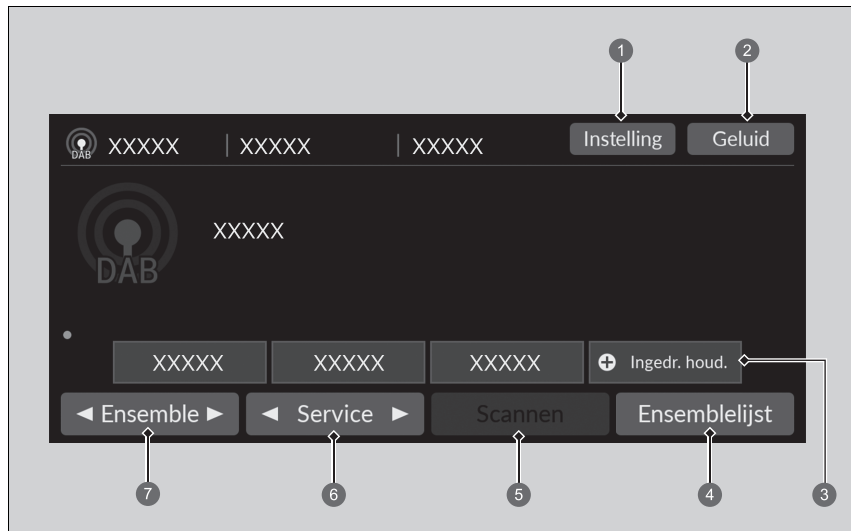 1 2
DAB XXXXX | XXXXX | XXXXX Instelling Geluid
DAB XXXXX
XXXXX XXXXX XXXXX Ingedr. houd.
◄ Ensemble ► ◄ Service ► Scannen Ensemblelijst
7 6 5 4 3